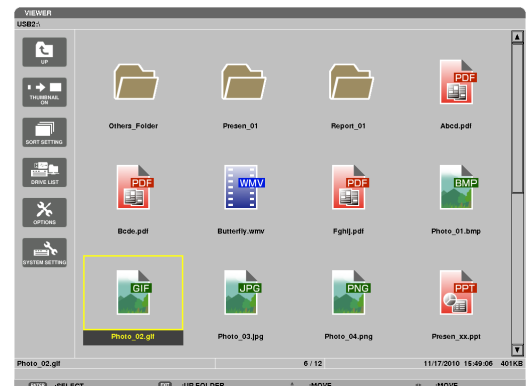 VIEWER
USB2:\
UP
THUMBNAIL
ON
SORT SETTING
DRIVE LIST
OPTIONS
SYSTEM SETTING
Others_Folder
Presen_01
Report_01
PDF
Abcd.pdf
PDF
Bcde.pdf
WMV
Butterfly.wmv
PDF
Fghij.pdf
BMP
Photo_01.bmp
GIF
Photo_02.gif
JPG
Photo_03.jpg
PNG
Photo_04.png
PPT
Presen_xx.ppt
Photo_02.gif 6 / 12 11/17/2010 15:49:06 401KB
ENTER :SELECT EXIT :UP FOLDER :MOVE :MOVE